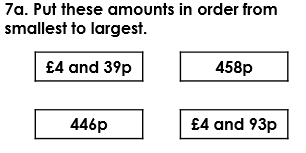 7a. Put these amounts in order from
smallest to largest.
£4 and 39p
458p
446p
£4 and 93p